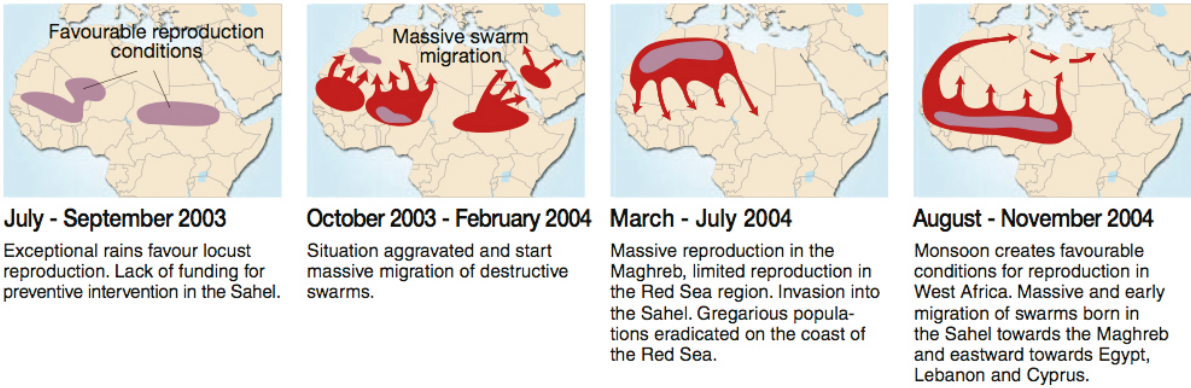 Favourable reproduction
conditions
July - September 2003
Exceptional rains favour locust
reproduction. Lack of funding for
preventive intervention in the Sahel.
Massive swarm
migration
October 2003 - February 2004
Situation aggravated and start
massive migration of destructive
swarms.
March - July 2004
Massive reproduction in the
Maghreb, limited reproduction in
the Red Sea region. Invasion into
the Sahel. Gregarious popula-
tions eradicated on the coast of
the Red Sea.
August - November 2004
Monsoon creates favourable
conditions for reproduction in
West Africa. Massive and early
migration of swarms born in
the Sahel towards the Maghreb
and eastward towards Egypt,
Lebanon and Cyprus.